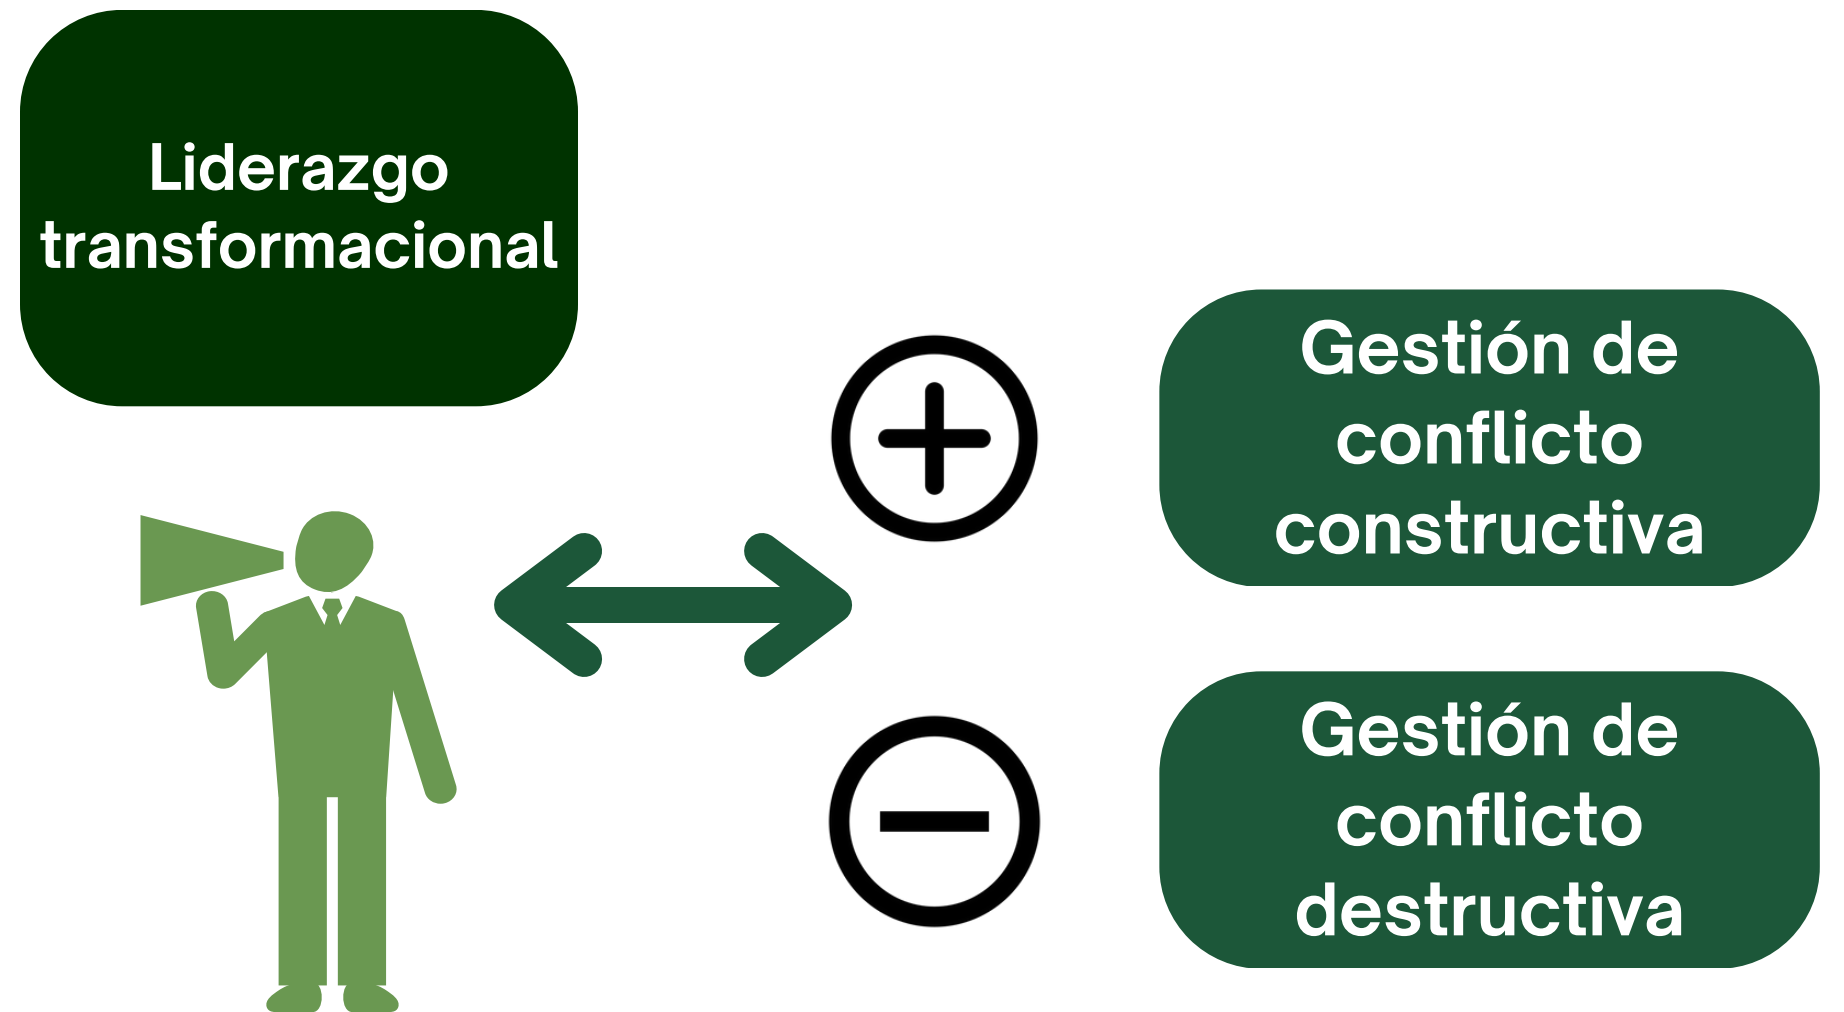 Liderazgo
transformacional
Gestión de
conflicto
constructiva
Gestión de
conflicto
destructiva